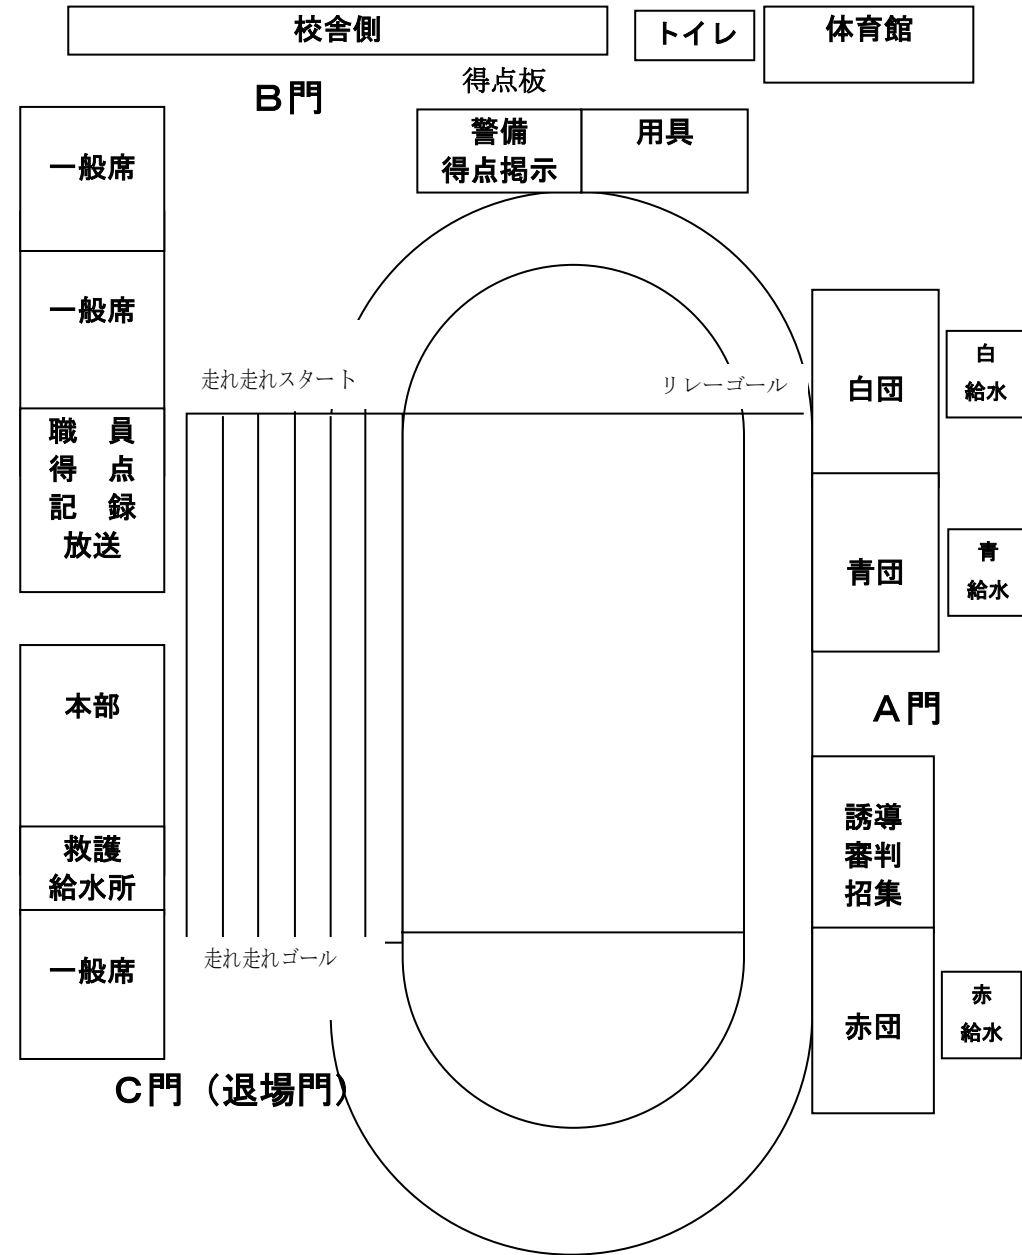 校舎側
トイレ
体育館
得点板
B門
警備
得点掲示
用具
一般席
一般席
走れ走れスタート
リレーゴール
白団
白
給水
職　員
得　点
記　録
放送
青団
青
給水
本部
A門
誘導
審判
招集
救護
給水所
一般席
走れ走れゴール
赤団
赤
給水
C門（退場門）